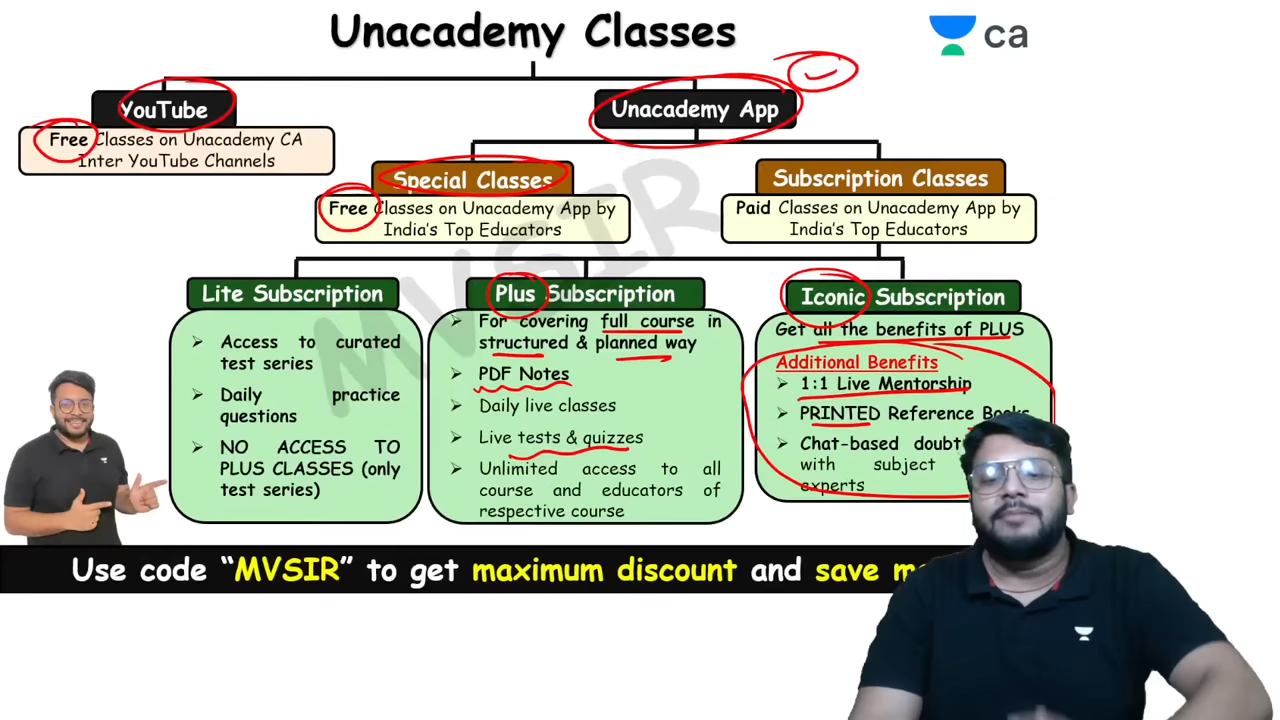 Unacademy Classes
ca
YouTube
Free Classes on Unacademy CA
Inter YouTube Channels
Unacademy App
Special Classes
Free Classes on Unacademy App by
India's Top Educators
Subscription Classes
Paid Classes on Unacademy App by
India's Top Educators
MVSIR
Lite Subscription
➢ Access to curated
test series
➢ Daily practice
questions
➢ NO ACCESS TO
PLUS CLASSES (only
test series)
Plus Subscription
➢ For covering full course in
structured & planned way
➢ PDF Notes
➢ Daily live classes
➢ Live tests & quizzes
➢ Unlimited access to all
course and educators of
respective course
Iconic Subscription
Get all the benefits of PLUS
Additional Benefits
➢ 1:1 Live Mentorship
➢ PRINTED Reference Books
➢ Chat-based doubt
with subject
experts
Use code “MVSIR” to get maximum discount and save